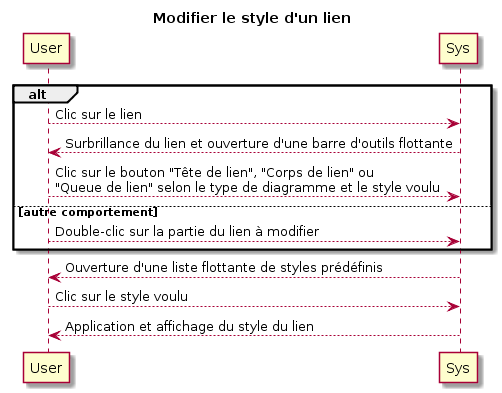 Modifier le style d'un lien
User
Sys
alt
Clic sur le lien
Surbrillance du lien et ouverture d'une barre d'outils flottante
Clic sur le bouton "Tête de lien", "Corps de lien" ou
"Queue de lien" selon le type de diagramme et le style voulu
[autre comportement]
Double-clic sur la partie du lien à modifier
Ouverture d'une liste flottante de styles prédéfinis
Clic sur le style voulu
Application et affichage du style du lien
User
Sys